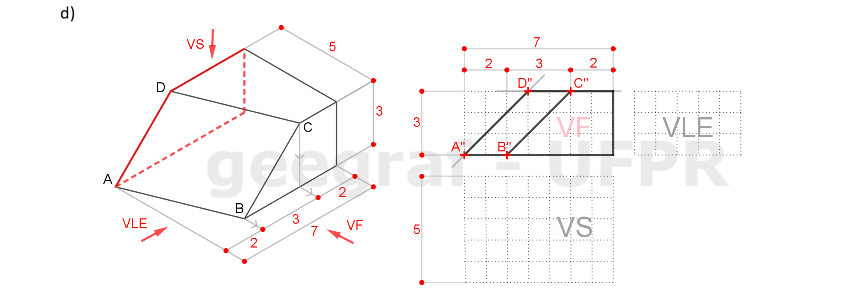 d)
VS
5
D
3
C
A
B
2
3
2
7
VLE
VF
7
2 3 2
D" C"
3
VF
VLE
A" B"
5
VS
geegraf - UFPR